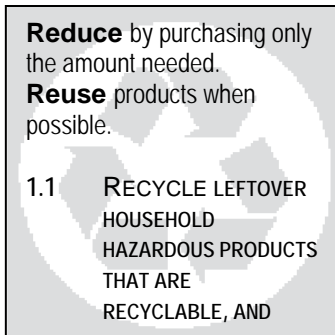 Reduce by purchasing only
the amount needed.
Reuse products when
possible.
1.1 RECYCLE LEFTOVER
HOUSEHOLD
HAZARDOUS PRODUCTS
THAT ARE
RECYCLABLE, AND